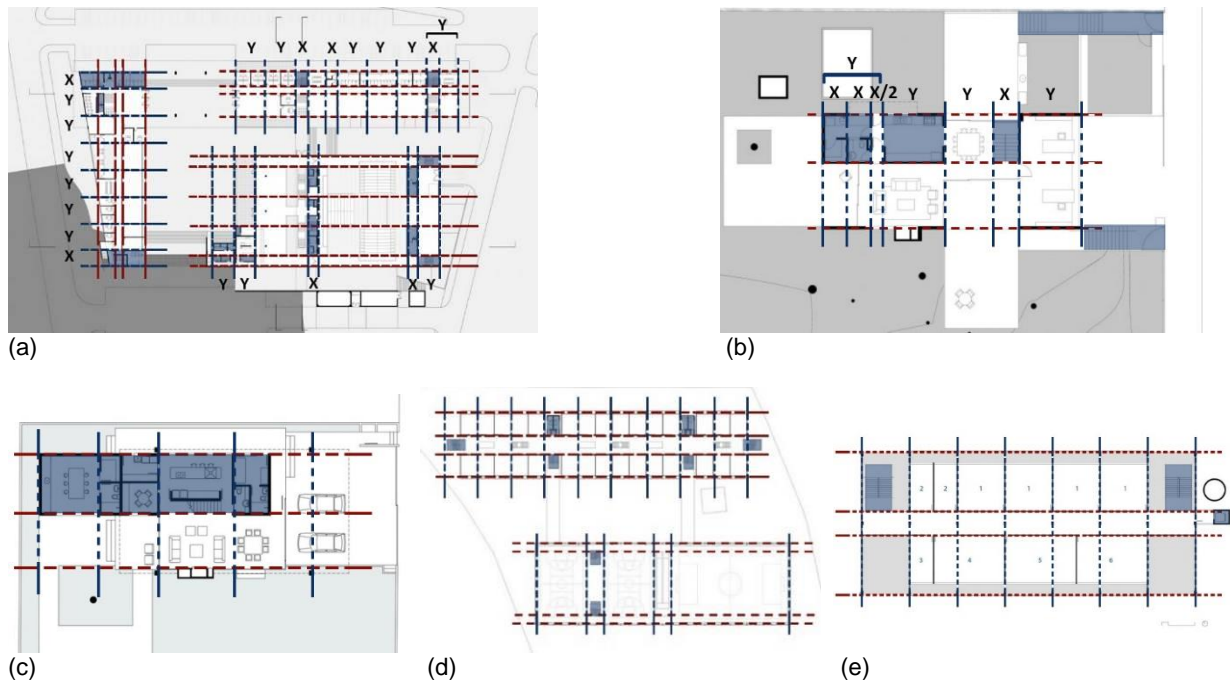 Y
Y Y X X Y Y Y X
X
Y
Y
Y
Y
Y
Y
X
Y Y X X Y
(a)
Y
X X X/2 Y Y X Y
(b)
(c)
(d)
2 2 1 1 1 1
3 4 5 6
(e)